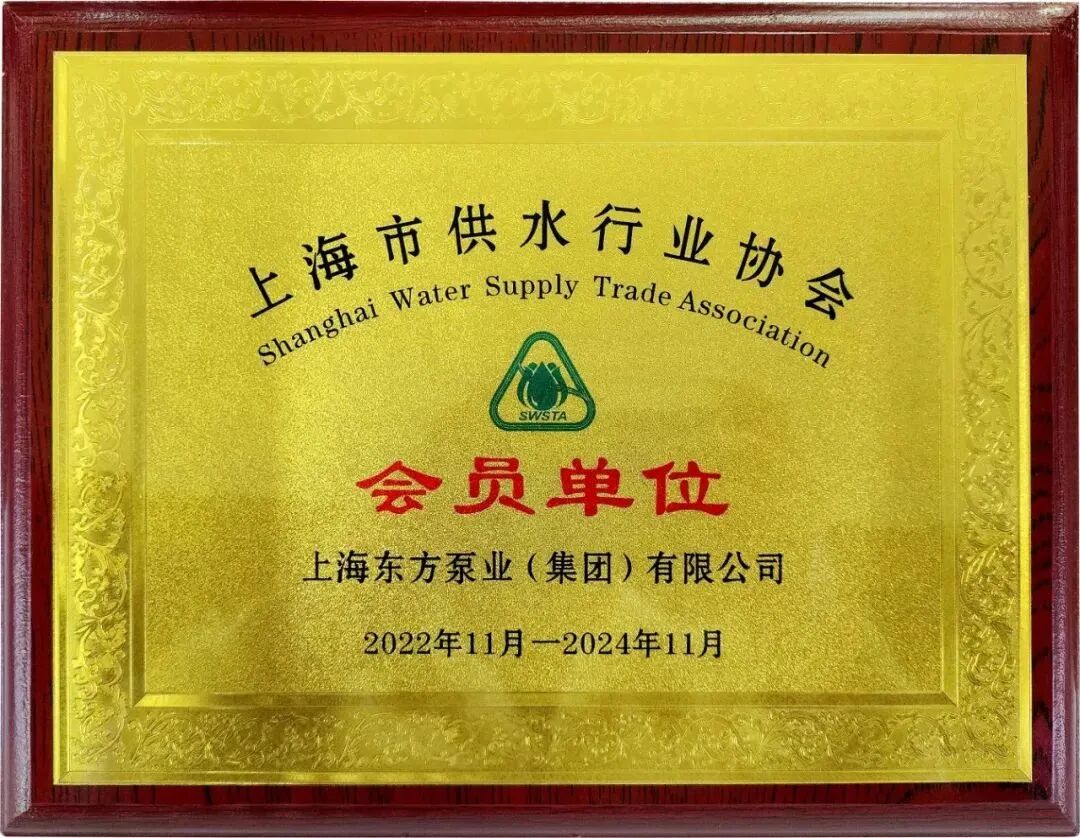 上海市供水行业协会
Shanghai Water Supply Trade Association
SWSTA
会员单位
上海东方泵业（集团）有限公司
2022年11月—2024年11月